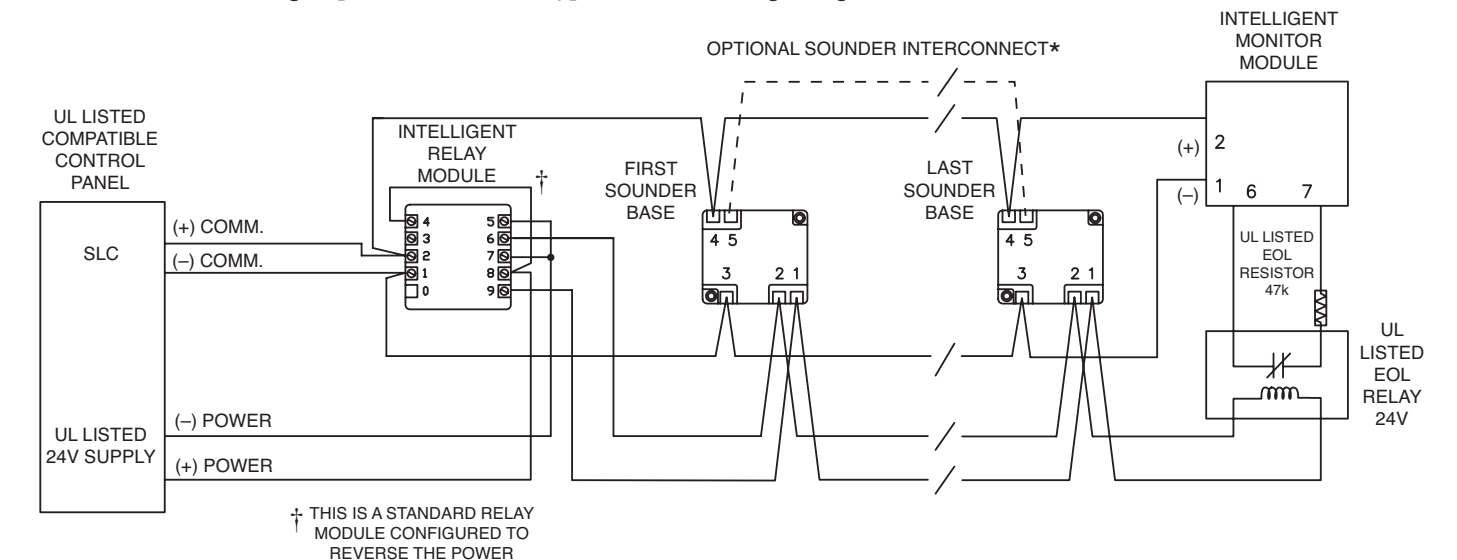 OPTIONAL SOUNDER INTERCONNECT*
INTELLIGENT
MONITOR
MODULE
UL LISTED
COMPATIBLE
CONTROL
PANEL
SLC
(+) COMM.
(–) COMM.
UL LISTED
24V SUPPLY
(–) POWER
(+) POWER
INTELLIGENT
RELAY
MODULE
†
4 5
3 6
2 7
1 8
0 9
FIRST
SOUNDER
BASE
4 5
3 2 1
LAST
SOUNDER
BASE
4 5
3 2 1
(+) 2
(–) 1
6 7
UL LISTED
EOL
RESISTOR
47k
UL
LISTED
EOL
RELAY
24V
† THIS IS A STANDARD RELAY
MODULE CONFIGURED TO
REVERSE THE POWER